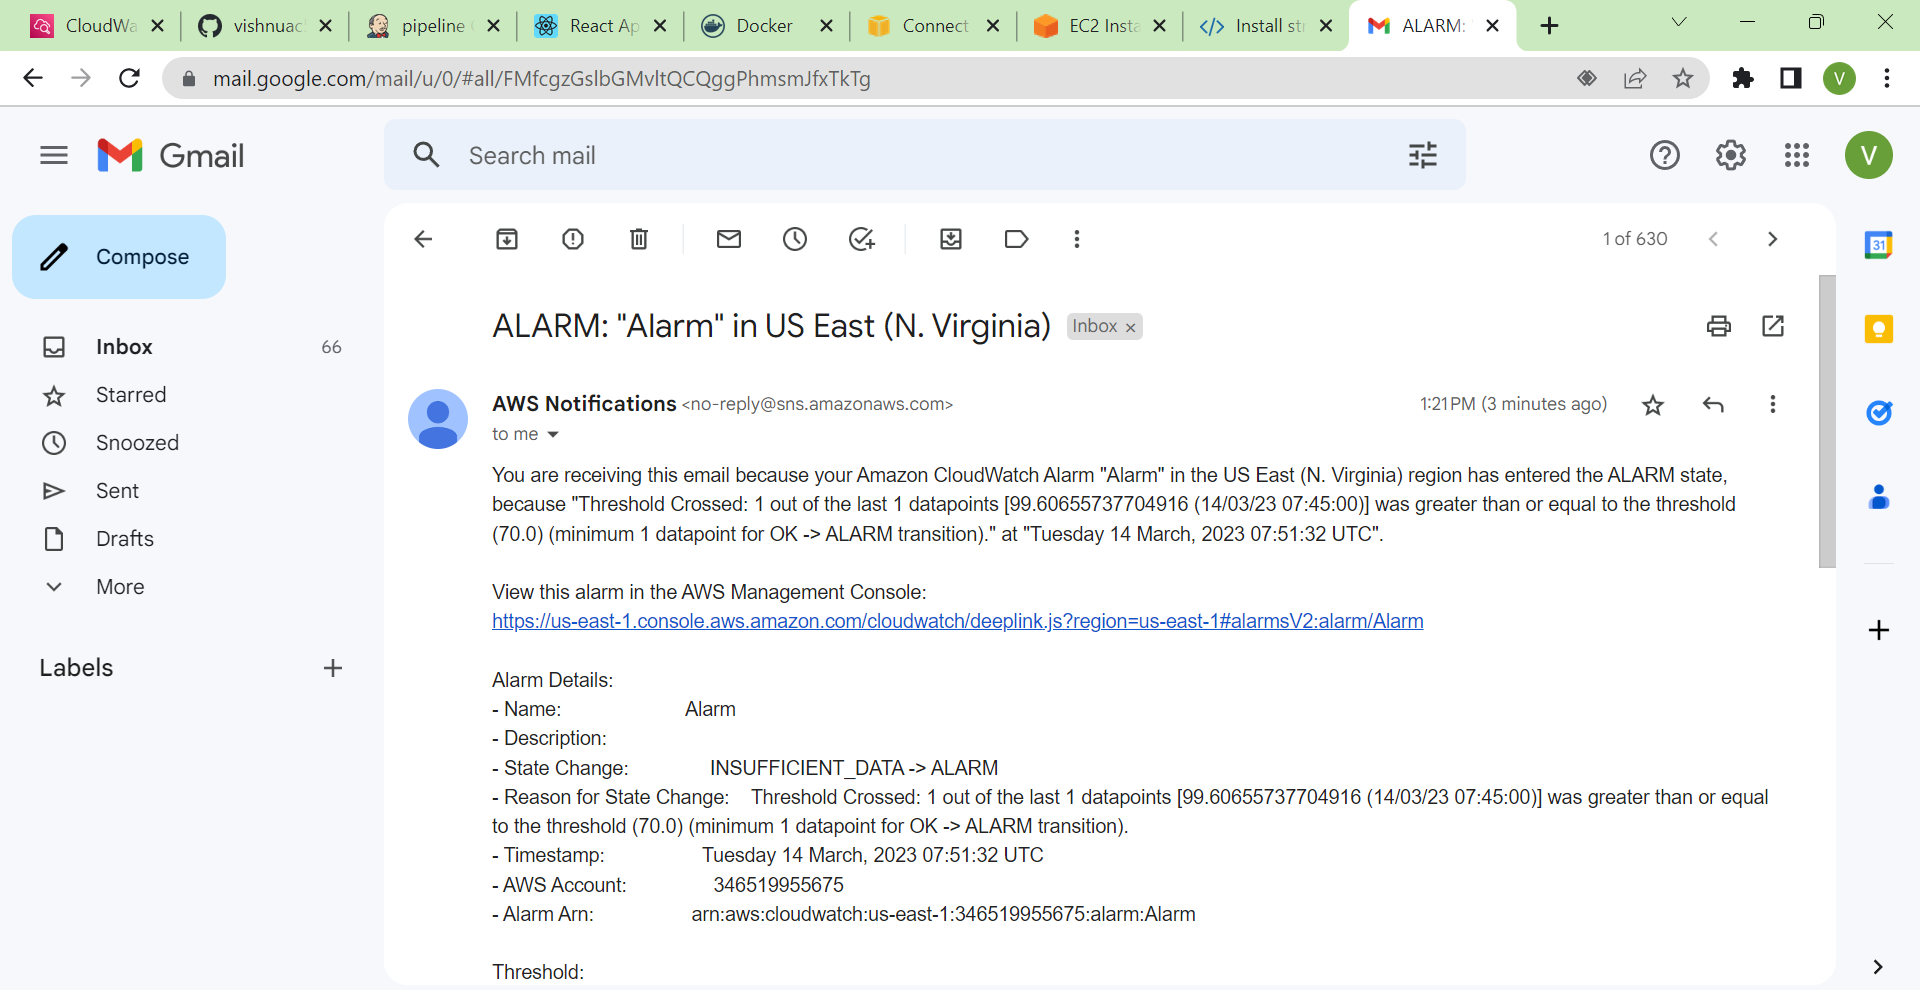 CloudWa
vishnuac
pipeline
React Ap
Docker
Connect
EC2 Insta
Install str
ALARM:
mail.google.com/mail/u/0/#all/FMfcgzGslbGMvltQCQggPhmsmJfxTkTg
V
Gmail
Search mail
V
Compose
1 of 630
31
Inbox 66
Starred
Snoozed
Sent
Drafts
More
Labels
ALARM: "Alarm" in US East (N. Virginia) Inbox ×
AWS Notifications <no-reply@sns.amazonaws.com> 1:21 PM (3 minutes ago)
to me
You are receiving this email because your Amazon CloudWatch Alarm "Alarm" in the US East (N. Virginia) region has entered the ALARM state,
because "Threshold Crossed: 1 out of the last 1 datapoints [99.60655737704916 (14/03/23 07:45:00)] was greater than or equal to the threshold
(70.0) (minimum 1 datapoint for OK -> ALARM transition)." at "Tuesday 14 March, 2023 07:51:32 UTC".
View this alarm in the AWS Management Console:
https://us-east-1.console.aws.amazon.com/cloudwatch/deeplink.js?region=us-east-1#alarmsV2:alarm/Alarm
Alarm Details:
- Name: Alarm
- Description:
- State Change: INSUFFICIENT_DATA -> ALARM
- Reason for State Change: Threshold Crossed: 1 out of the last 1 datapoints [99.60655737704916 (14/03/23 07:45:00)] was greater than or equal
to the threshold (70.0) (minimum 1 datapoint for OK -> ALARM transition).
- Timestamp: Tuesday 14 March, 2023 07:51:32 UTC
- AWS Account: 346519955675
- Alarm Arn: arn:aws:cloudwatch:us-east-1:346519955675:alarm:Alarm
Threshold: